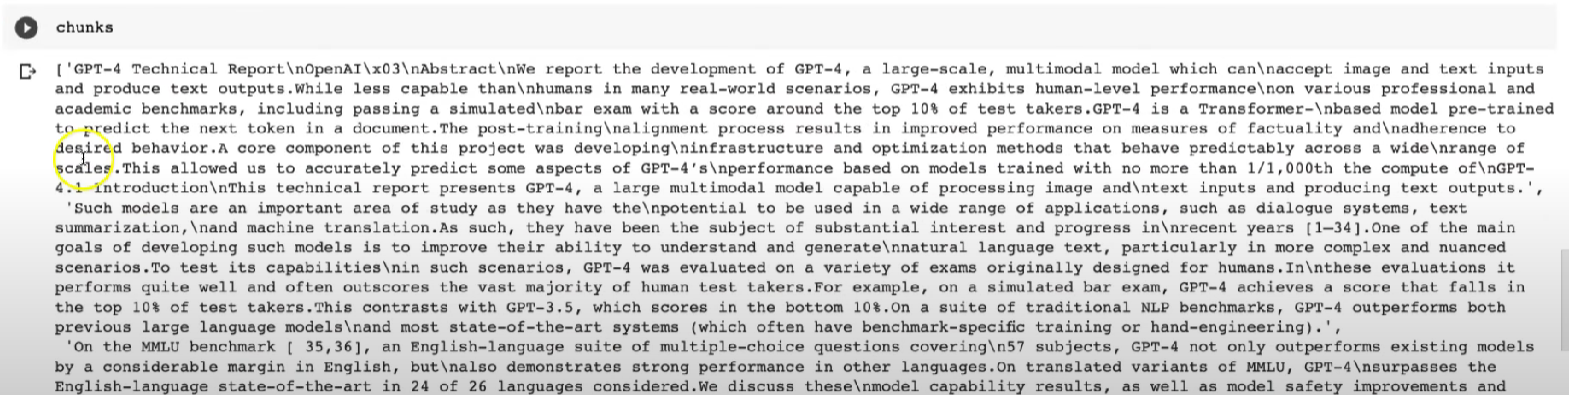 chunks
['GPT-4 Technical Report\nOpenAI\x03\nAbstract\nWe report the development of GPT-4, a large-scale, multimodal model which can\naccept image and text inputs
and produce text outputs.While less capable than\nhumans in many real-world scenarios, GPT-4 exhibits human-level performance\non various professional and
academic benchmarks, including passing a simulated\nbar exam with a score around the top 10% of test takers.GPT-4 is a Transformer-\nbased model pre-trained
to predict the next token in a document.The post-training\nalignment process results in improved performance on measures of factuality and\nadherence to
desired behavior.A core component of this project was developing\ninfrastructure and optimization methods that behave predictably across a wide\nrange of
scales.This allowed us to accurately predict some aspects of GPT-4's\nperformance based on models trained with no more than 1/1,000th the compute of\nGPT-
4.1 Introduction\nThis technical report presents GPT-4, a large multimodal model capable of processing image and\ntext inputs and producing text outputs.',
'Such models are an important area of study as they have the\npotential to be used in a wide range of applications, such as dialogue systems, text
summarization,\nand machine translation.As such, they have been the subject of substantial interest and progress in\nrecent years [1–34].One of the main
goals of developing such models is to improve their ability to understand and generate\nnatural language text, particularly in more complex and nuanced
scenarios.To test its capabilities\nin such scenarios, GPT-4 was evaluated on a variety of exams originally designed for humans.In\nthese evaluations it
performs quite well and often outscores the vast majority of human test takers.For example, on a simulated bar exam, GPT-4 achieves a score that falls in
the top 10% of test takers.This contrasts with GPT-3.5, which scores in the bottom 10%.On a suite of traditional NLP benchmarks, GPT-4 outperforms both
previous large language models\nand most state-of-the-art systems (which often have benchmark-specific training or hand-engineering).',
'On the MMLU benchmark [ 35,36], an English-language suite of multiple-choice questions covering\n57 subjects, GPT-4 not only outperforms existing models
by a considerable margin in English, but\nalso demonstrates strong performance in other languages.On translated variants of MMLU, GPT-4\nsurpasses the
English-language state-of-the-art in 24 of 26 languages considered.We discuss these\nmodel capability results, as well as model safety improvements and